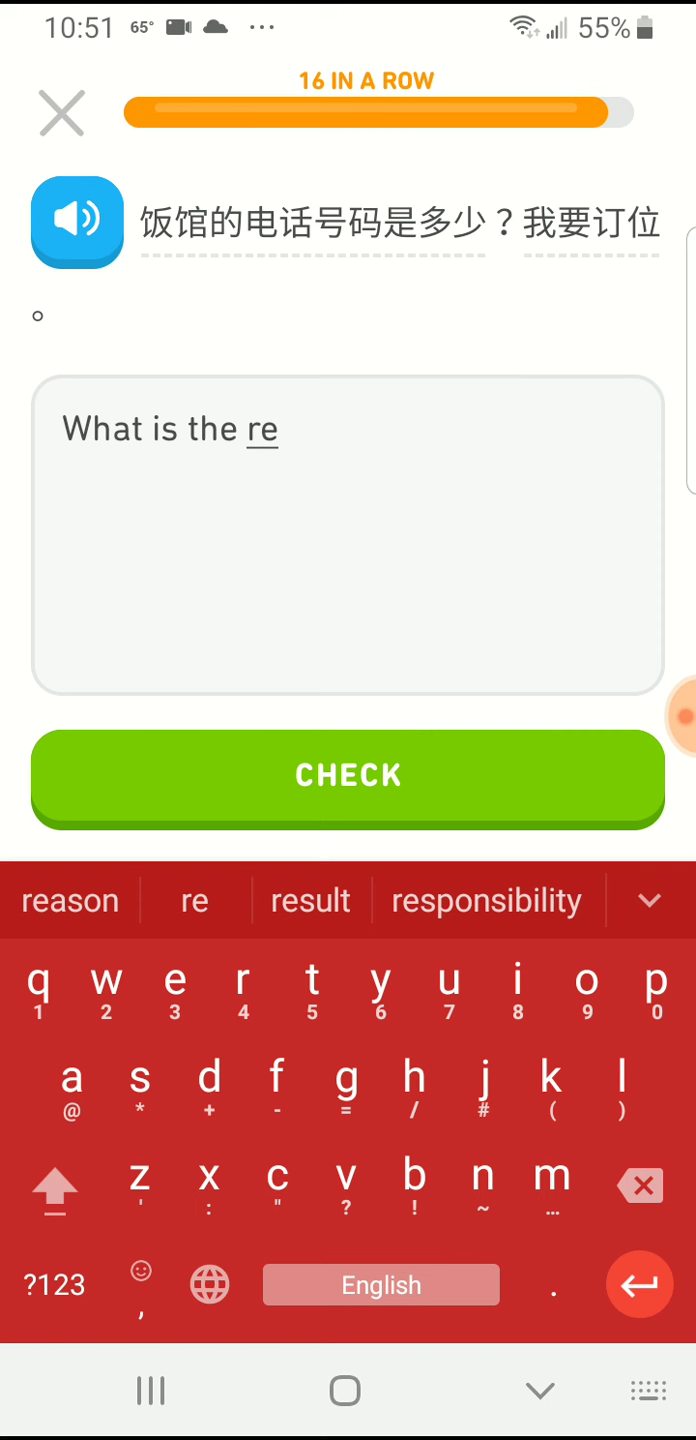 10:51 65° ... 55%
16 IN A ROW
饭馆的电话号码是多少？我要订位
。
What is the re
CHECK
reason re result responsibility
q w e r t y u i o p
1 2 3 4 5 6 7 8 9 0
a s d f g h j k l
@ * + - = / # ( )
z x c v b n m
' : " ? ! ~ …
?123 , English .